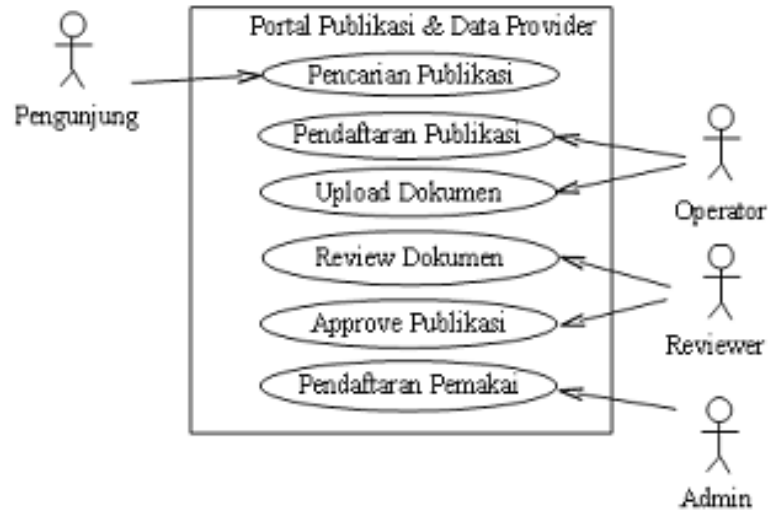 Portal Publikasi & Data Provider
Pengunjung
Pencarian Publikasi
Pendaftaran Publikasi
Upload Dokumen
Operator
Review Dokumen
Approve Publikasi
Reviewer
Pendaftaran Pemakai
Admin